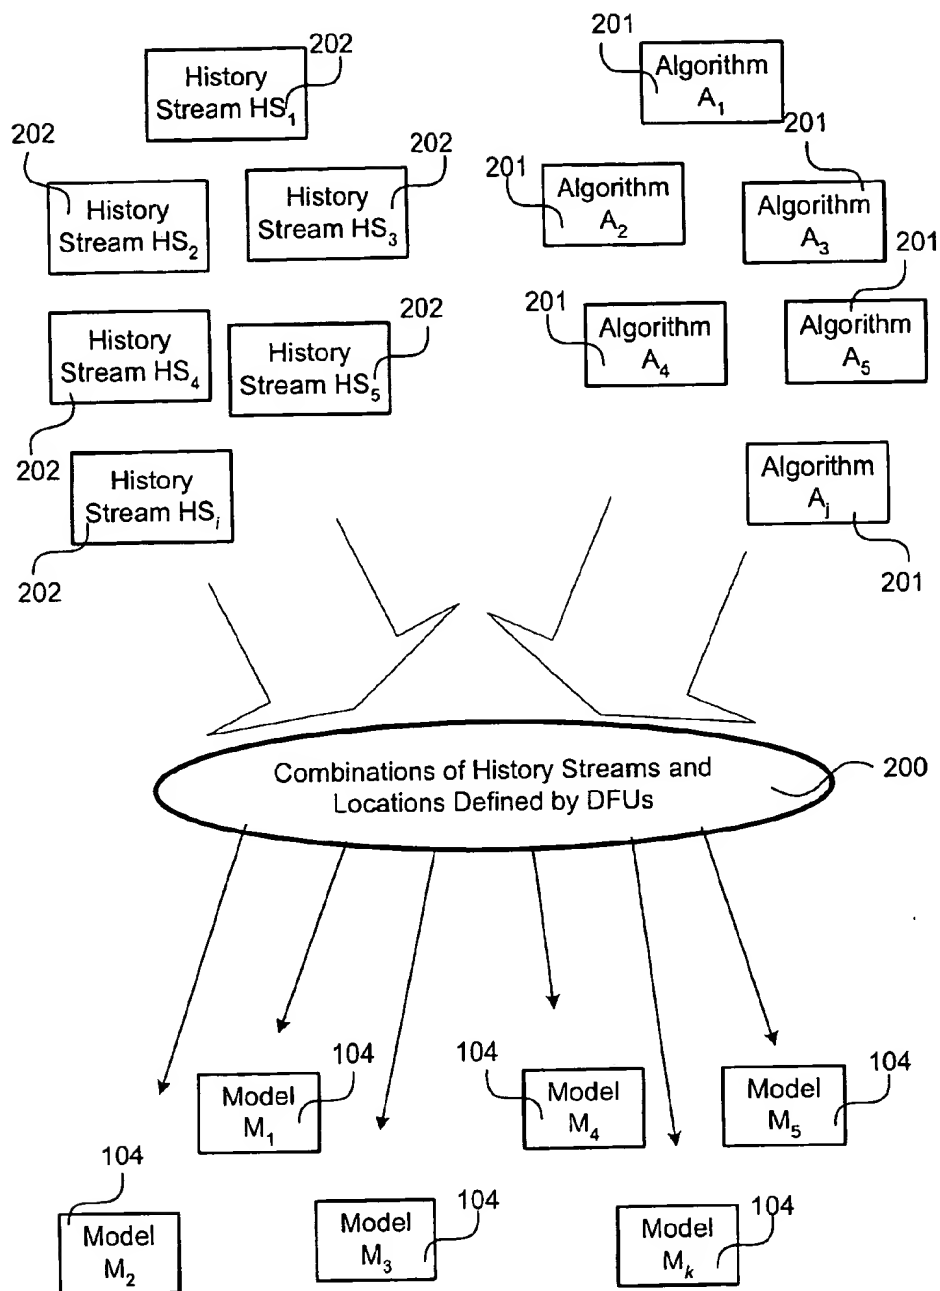 202
History
Stream HS1
201
Algorithm
A1
202
History
Stream HS2
202
History
Stream HS3
201
Algorithm
A2
201
Algorithm
A3
History
Stream HS4
202
202
History
Stream HS5
201
Algorithm
A4
201
Algorithm
A5
History
Stream HSi
202
Algorithm
Aj
201
Combinations of History Streams and
Locations Defined by DFUs
200
104
Model
M1
104
Model
M4
104
Model
M5
104
Model
M2
104
Model
M3
104
Model
Mk